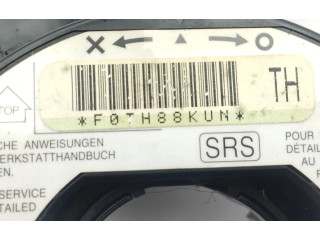 TOP
TH
*F0TH88KUN*
CHE ANWEISUNGEN
ERKSTATTHANDBUCH
EN.
SRS
POUR
DÉTAIL
AU
SERVICE
TAILED